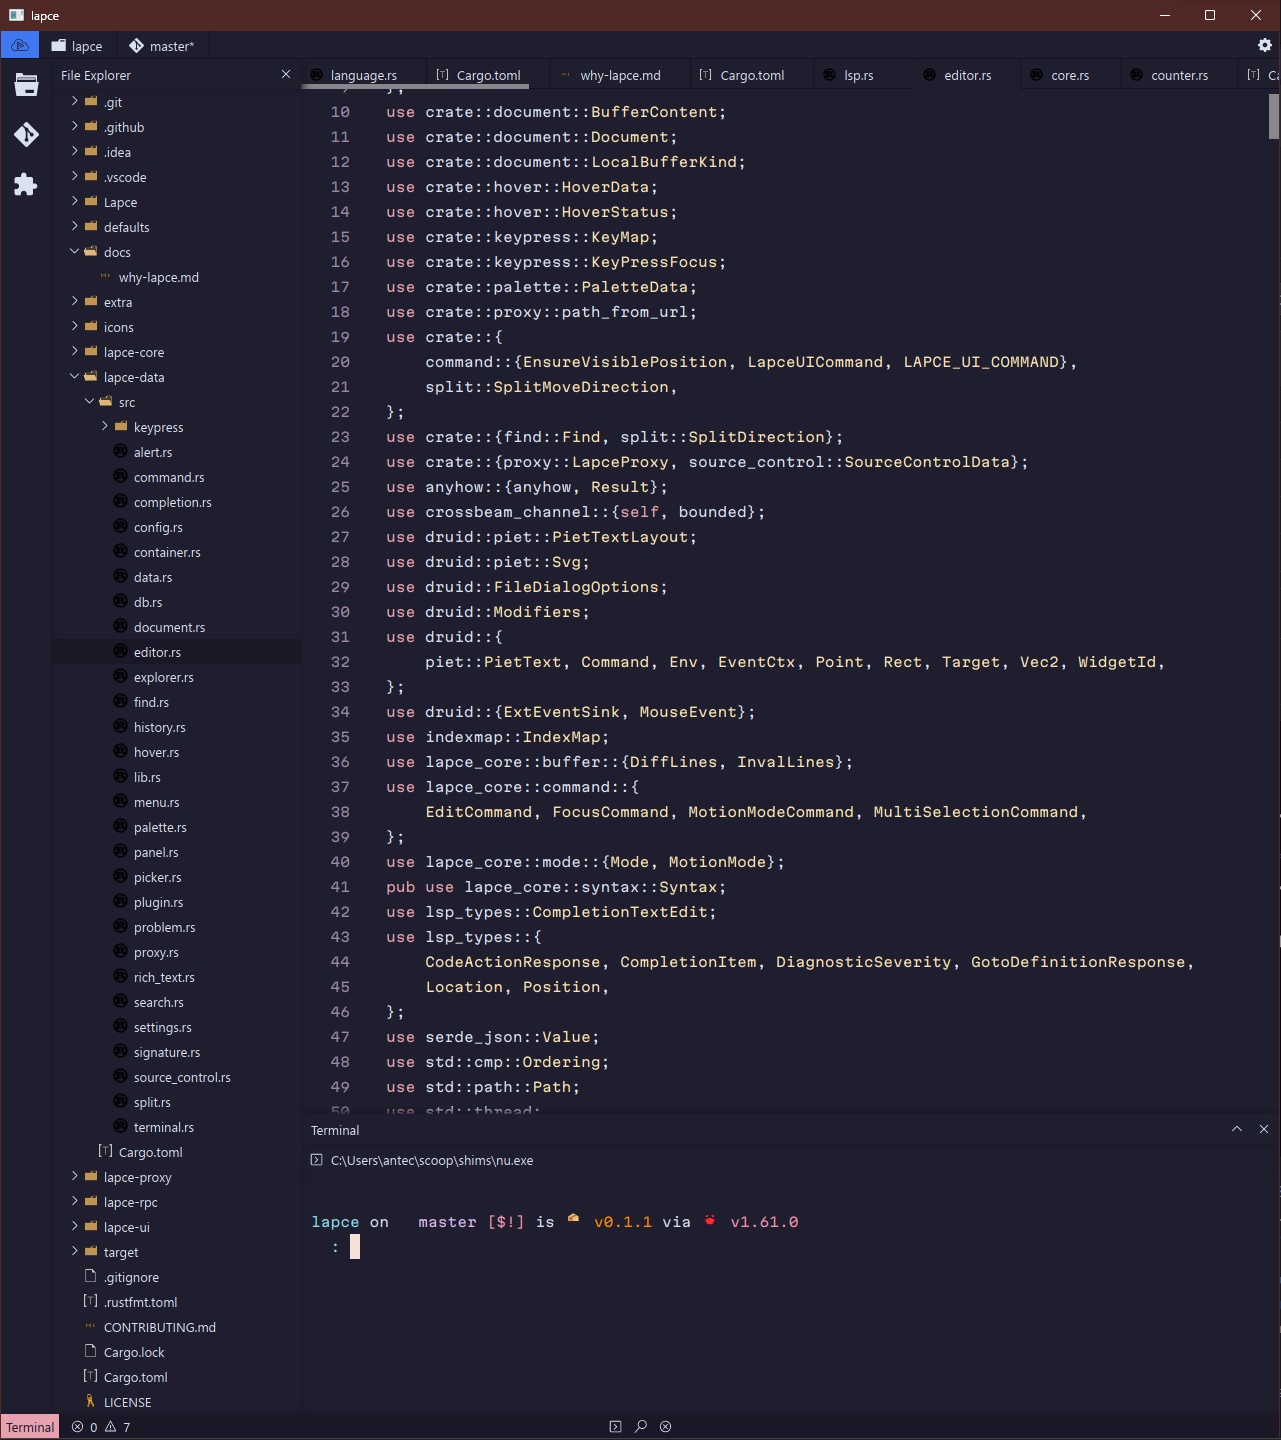 lapce
lapce
master*
File Explorer
.git
.github
.idea
.vscode
Lapce
defaults
docs
why-lapce.md
extra
icons
lapce-core
lapce-data
src
keypress
alert.rs
command.rs
completion.rs
config.rs
container.rs
data.rs
db.rs
document.rs
editor.rs
explorer.rs
find.rs
history.rs
hover.rs
lib.rs
menu.rs
palette.rs
panel.rs
picker.rs
plugin.rs
problem.rs
proxy.rs
rich_text.rs
search.rs
settings.rs
signature.rs
source_control.rs
split.rs
terminal.rs
[T] Cargo.toml
lapce-proxy
lapce-rpc
lapce-ui
target
.gitignore
[T] .rustfmt.toml
CONTRIBUTING.md
Cargo.lock
[T] Cargo.toml
LICENSE
language.rs [T] Cargo.toml why-lapce.md [T] Cargo.toml lsp.rs editor.rs core.rs counter.rs [T] Ca
9 };
10 use crate::document::BufferContent;
11 use crate::document::Document;
12 use crate::document::LocalBufferKind;
13 use crate::hover::HoverData;
14 use crate::hover::HoverStatus;
15 use crate::keypress::KeyMap;
16 use crate::keypress::KeyPressFocus;
17 use crate::palette::PaletteData;
18 use crate::proxy::path_from_url;
19 use crate::{
20 command::{EnsureVisiblePosition, LapceUICommand, LAPCE_UI_COMMAND},
21 split::SplitMoveDirection,
22 };
23 use crate::{find::Find, split::SplitDirection};
24 use crate::{proxy::LapceProxy, source_control::SourceControlData};
25 use anyhow::{anyhow, Result};
26 use crossbeam_channel::{self, bounded};
27 use druid::piet::PietTextLayout;
28 use druid::piet::Svg;
29 use druid::FileDialogOptions;
30 use druid::Modifiers;
31 use druid::{
32 piet::PietText, Command, Env, EventCtx, Point, Rect, Target, Vec2, WidgetId,
33 };
34 use druid::{ExtEventSink, MouseEvent};
35 use indexmap::IndexMap;
36 use lapce_core::buffer::{DiffLines, InvalLines};
37 use lapce_core::command::{
38 EditCommand, FocusCommand, MotionModeCommand, MultiSelectionCommand,
39 };
40 use lapce_core::mode::{Mode, MotionMode};
41 pub use lapce_core::syntax::Syntax;
42 use lsp_types::CompletionTextEdit;
43 use lsp_types::{
44 CodeActionResponse, CompletionItem, DiagnosticSeverity, GotoDefinitionResponse,
45 Location, Position,
46 };
47 use serde_json::Value;
48 use std::cmp::Ordering;
49 use std::path::Path;
50 use std::thread;
Terminal
C:\Users\antec\scoop\shims\nu.exe
lapce on master [$!] is v0.1.1 via v1.61.0
:
Terminal 0 7